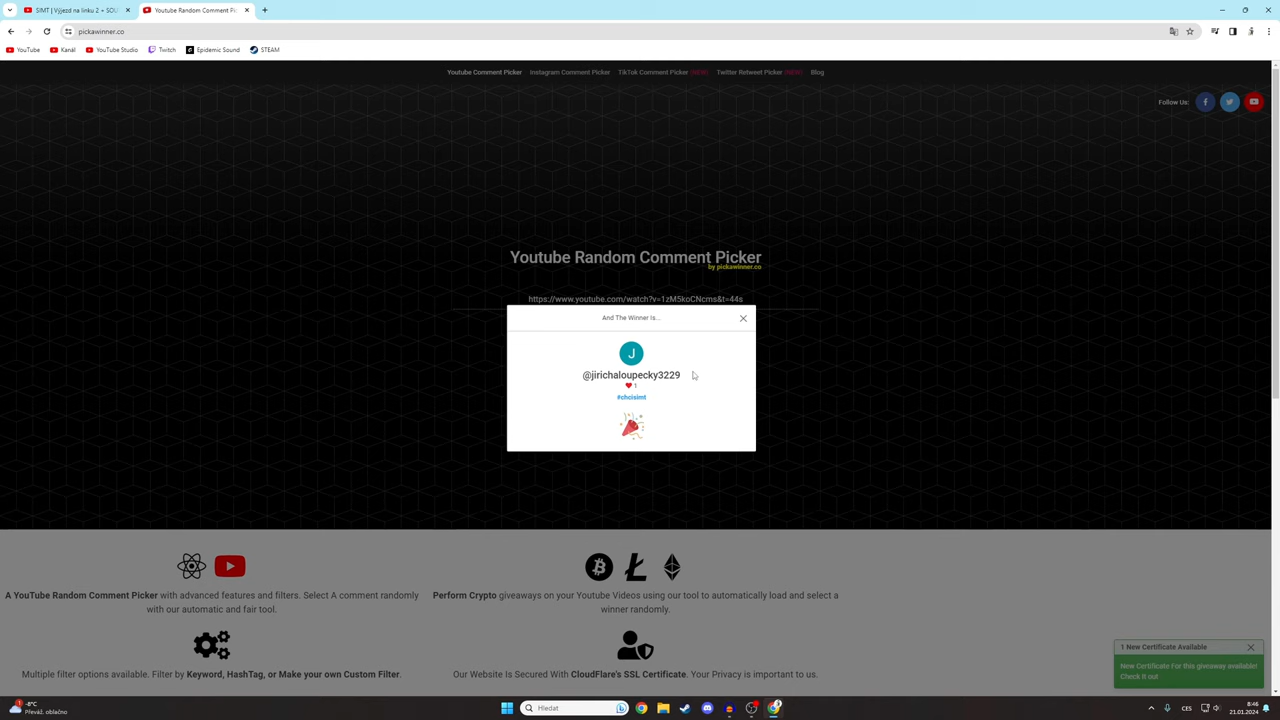 SIMT | Výjezd na linku 2 + SOU
Youtube Random Comment Pic
pickawinner.co
YouTube
Kanál
YouTube Studio
Twitch
Epidemic Sound
STEAM
Youtube Comment Picker
Instagram Comment Picker
TikTok Comment Picker (NEW)
Twitter Retweet Picker (NEW)
Blog
Follow Us:
Youtube Random Comment Picker
by pickawinner.co
https://www.youtube.com/watch?v=1zM5koCNcms&t=44s
And The Winner Is...
J
@jirichaloupecky3229
1
#chcisimt
A YouTube Random Comment Picker with advanced features and filters. Select A comment randomly
with our automatic and fair tool.
Perform Crypto giveaways on your Youtube Videos using our tool to automatically load and select a
winner randomly.
Multiple filter options available. Filter by Keyword, HashTag, or Make your own Custom Filter.
Our Website Is Secured With CloudFlare's SSL Certificate. Your Privacy is important to us.
1 New Certificate Available
New Certificate For this giveaway available!
Check it out
-8°C
Převáž. oblačno
Hledat
CES
8:46
21.01.2024